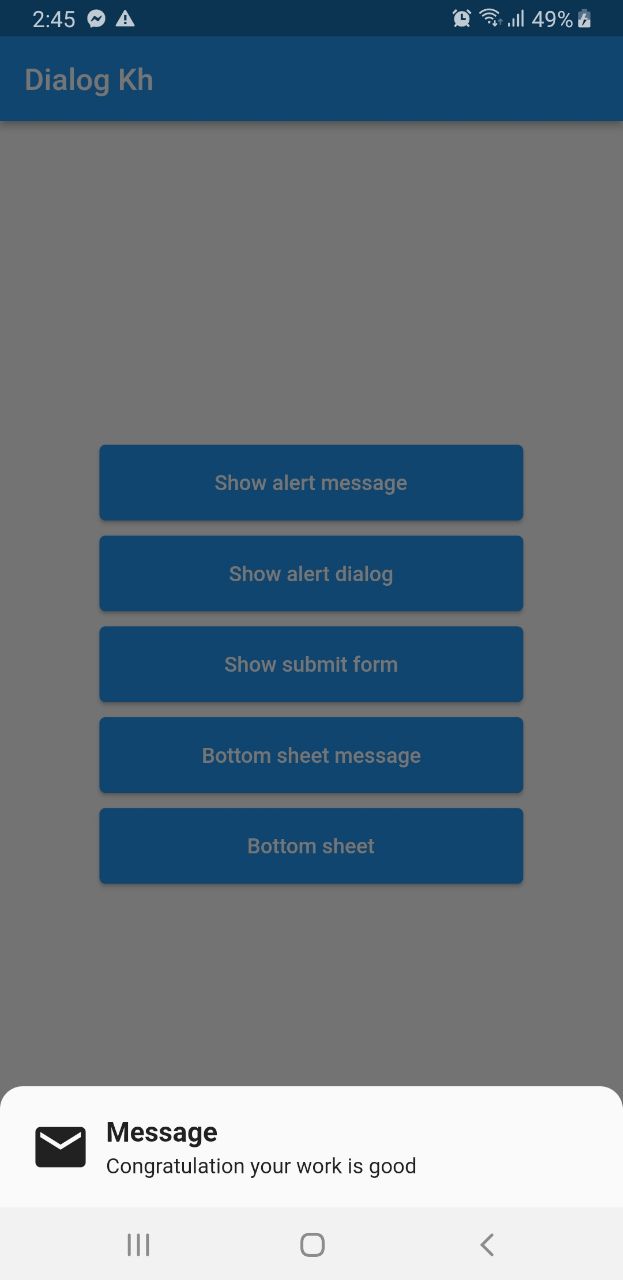 2:45 49%
Dialog Kh
Show alert message
Show alert dialog
Show submit form
Bottom sheet message
Bottom sheet
Message
Congratulation your work is good